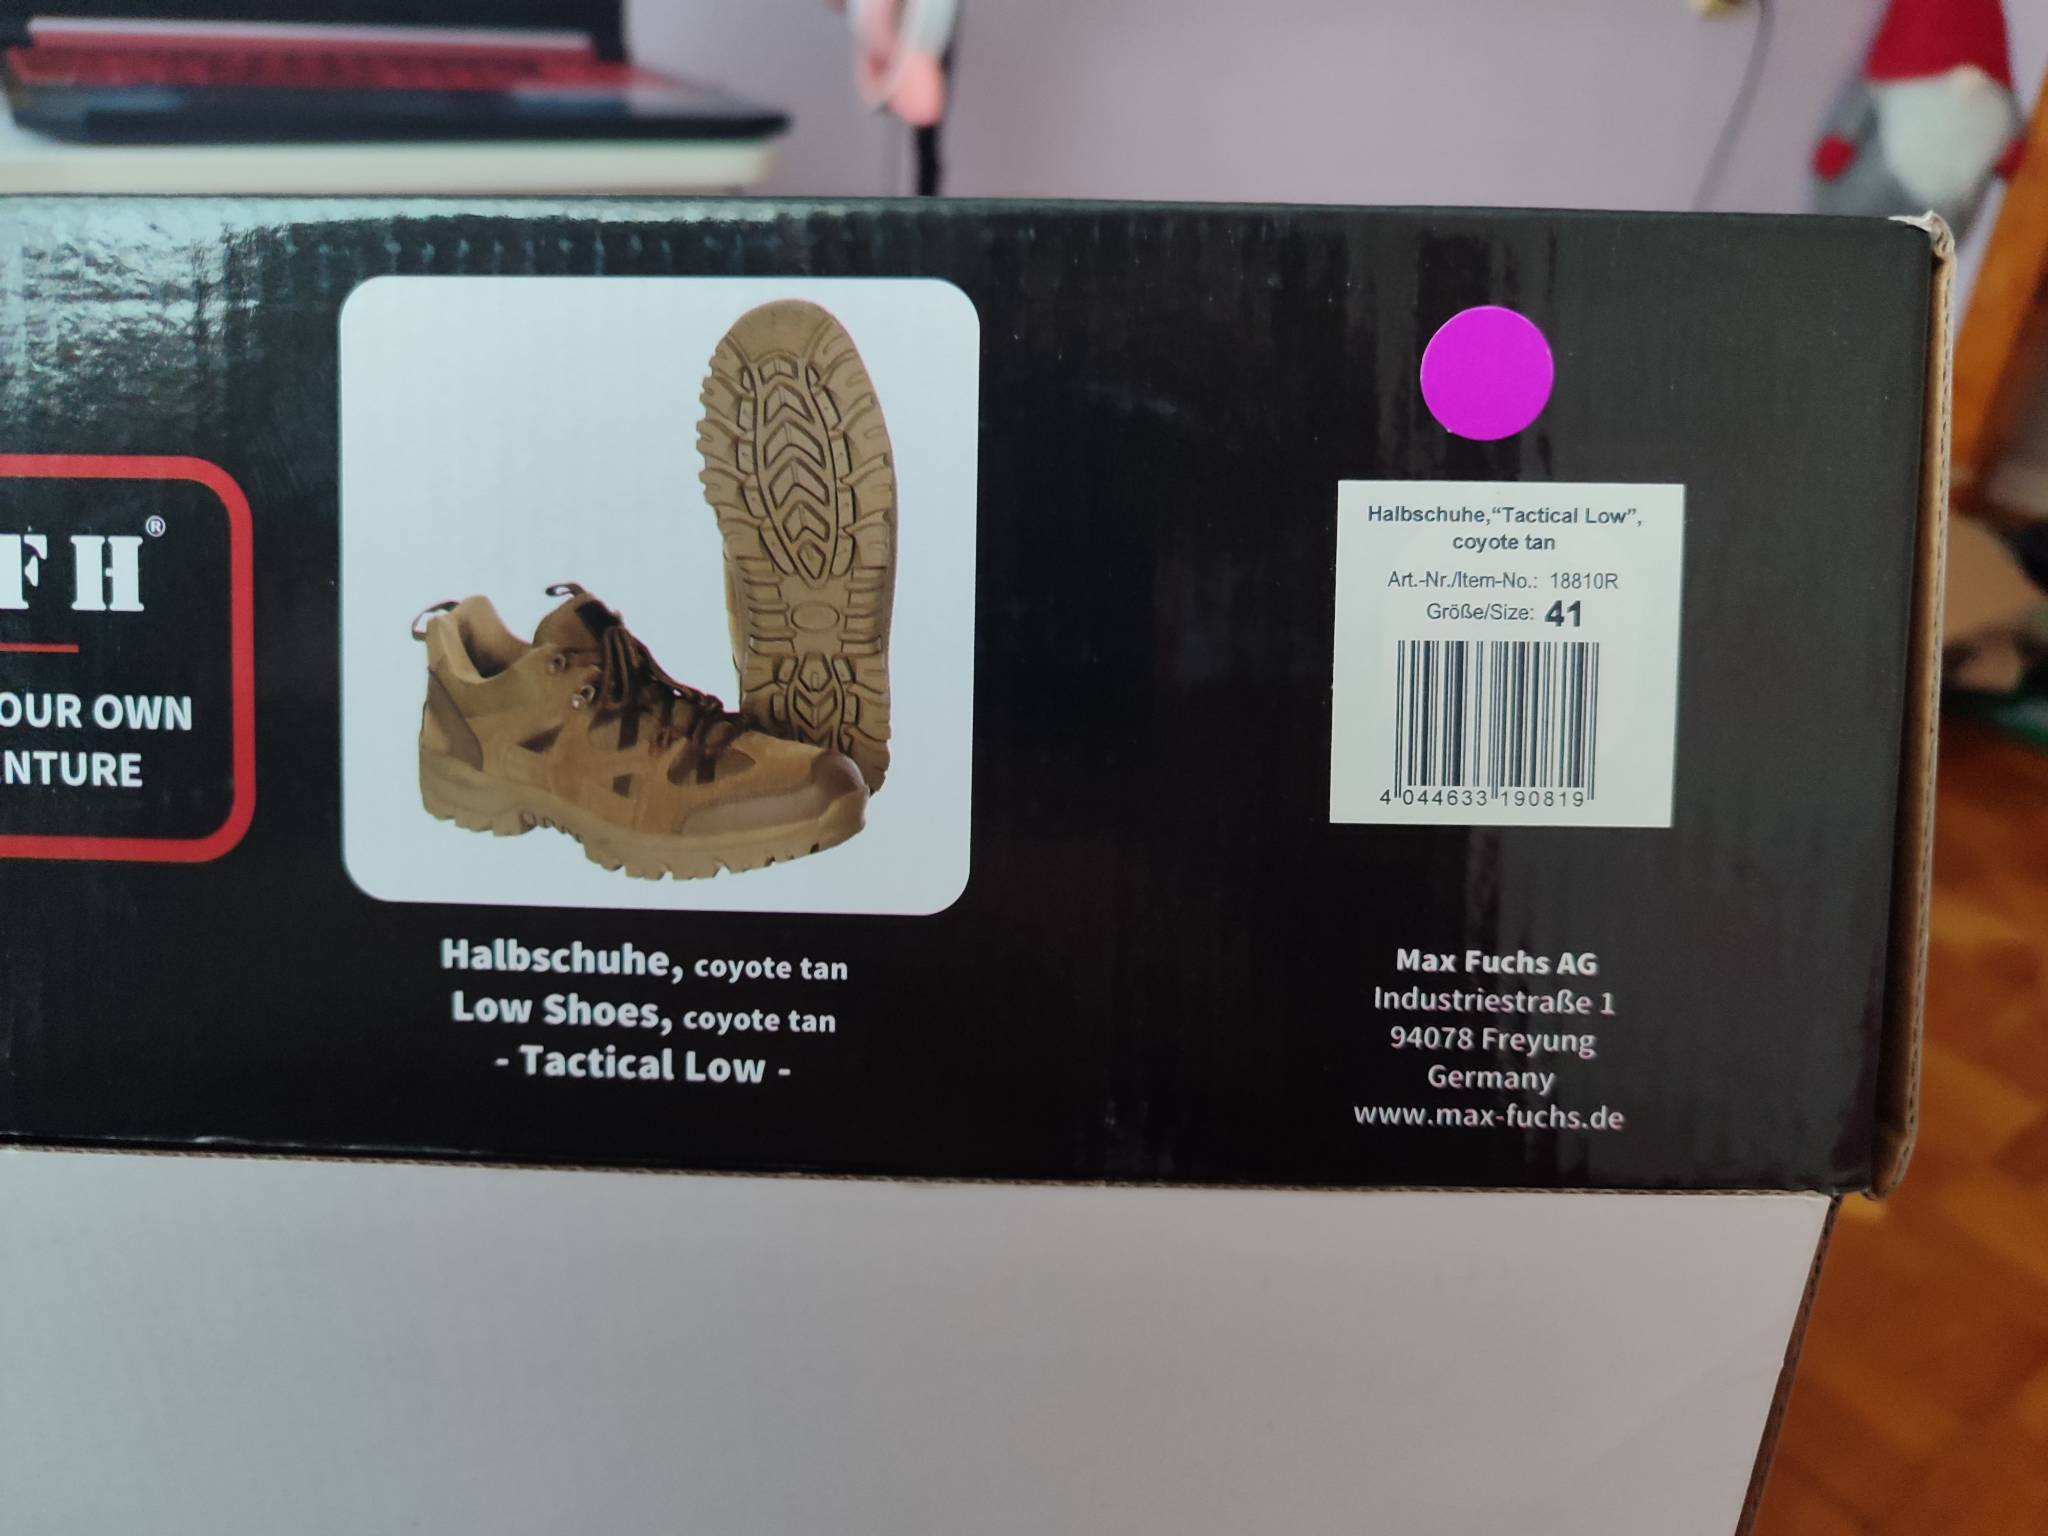 FH®
OUR OWN
ENTURE
Halbschuhe, coyote tan
Low Shoes, coyote tan
- Tactical Low -
Halbschuhe,“Tactical Low”,
coyote tan
Art.-Nr./Item-No.: 18810R
Größe/Size: 41
4 044633 190819
Max Fuchs AG
Industriestraße 1
94078 Freyung
Germany
www.max-fuchs.de